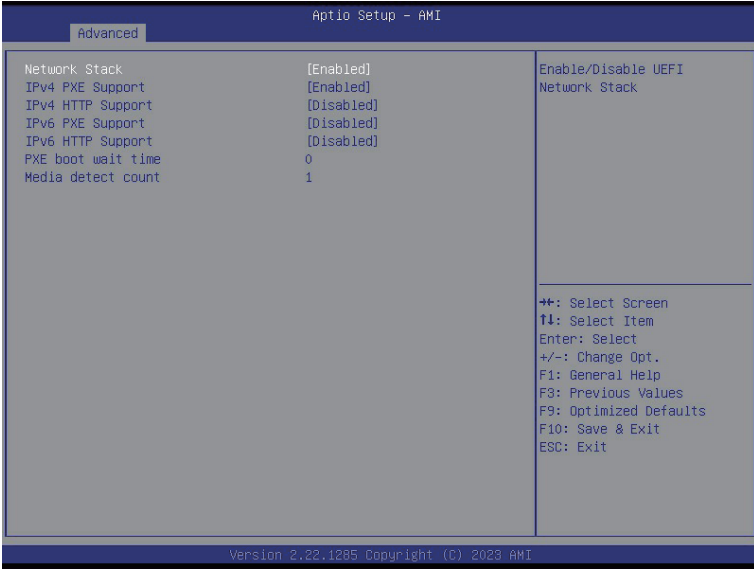 Aptio Setup – AMI
Advanced
Network Stack [Enabled]
IPv4 PXE Support [Enabled]
IPv4 HTTP Support [Disabled]
IPv6 PXE Support [Disabled]
IPv6 HTTP Support [Disabled]
PXE boot wait time 0
Media detect count 1
Enable/Disable UEFI
Network Stack
→←: Select Screen
↑↓: Select Item
Enter: Select
+/-: Change Opt.
F1: General Help
F3: Previous Values
F9: Optimized Defaults
F10: Save & Exit
ESC: Exit
Version 2.22.1285 Copyright (C) 2023 AMI